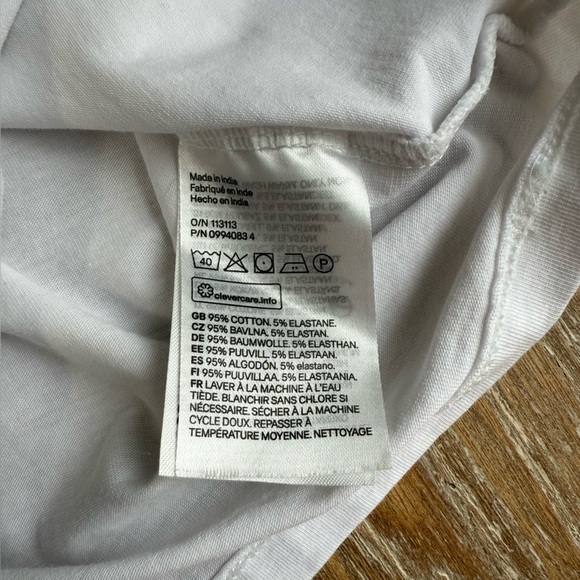 Made in India
Fabriqué en Inde
Hecho en India
O/N 113113
P/N 0994083 4
40 P
clevercare.info
GB 95% COTTON. 5% ELASTANE.
CZ 95% BAVLNA. 5% ELASTAN.
DE 95% BAUMWOLLE. 5% ELASTHAN.
EE 95% PUUVILL. 5% ELASTAAN.
ES 95% ALGODÓN. 5% elastano.
FI 95% PUUVILLAA. 5% ELASTAANIA.
FR LAVER À LA MACHINE À L'EAU
TIÈDE. BLANCHIR SANS CHLORE SI
NÉCESSAIRE. SÉCHER À LA MACHINE
CYCLE DOUX. REPASSER À
TEMPÉRATURE MOYENNE. NETTOYAGE